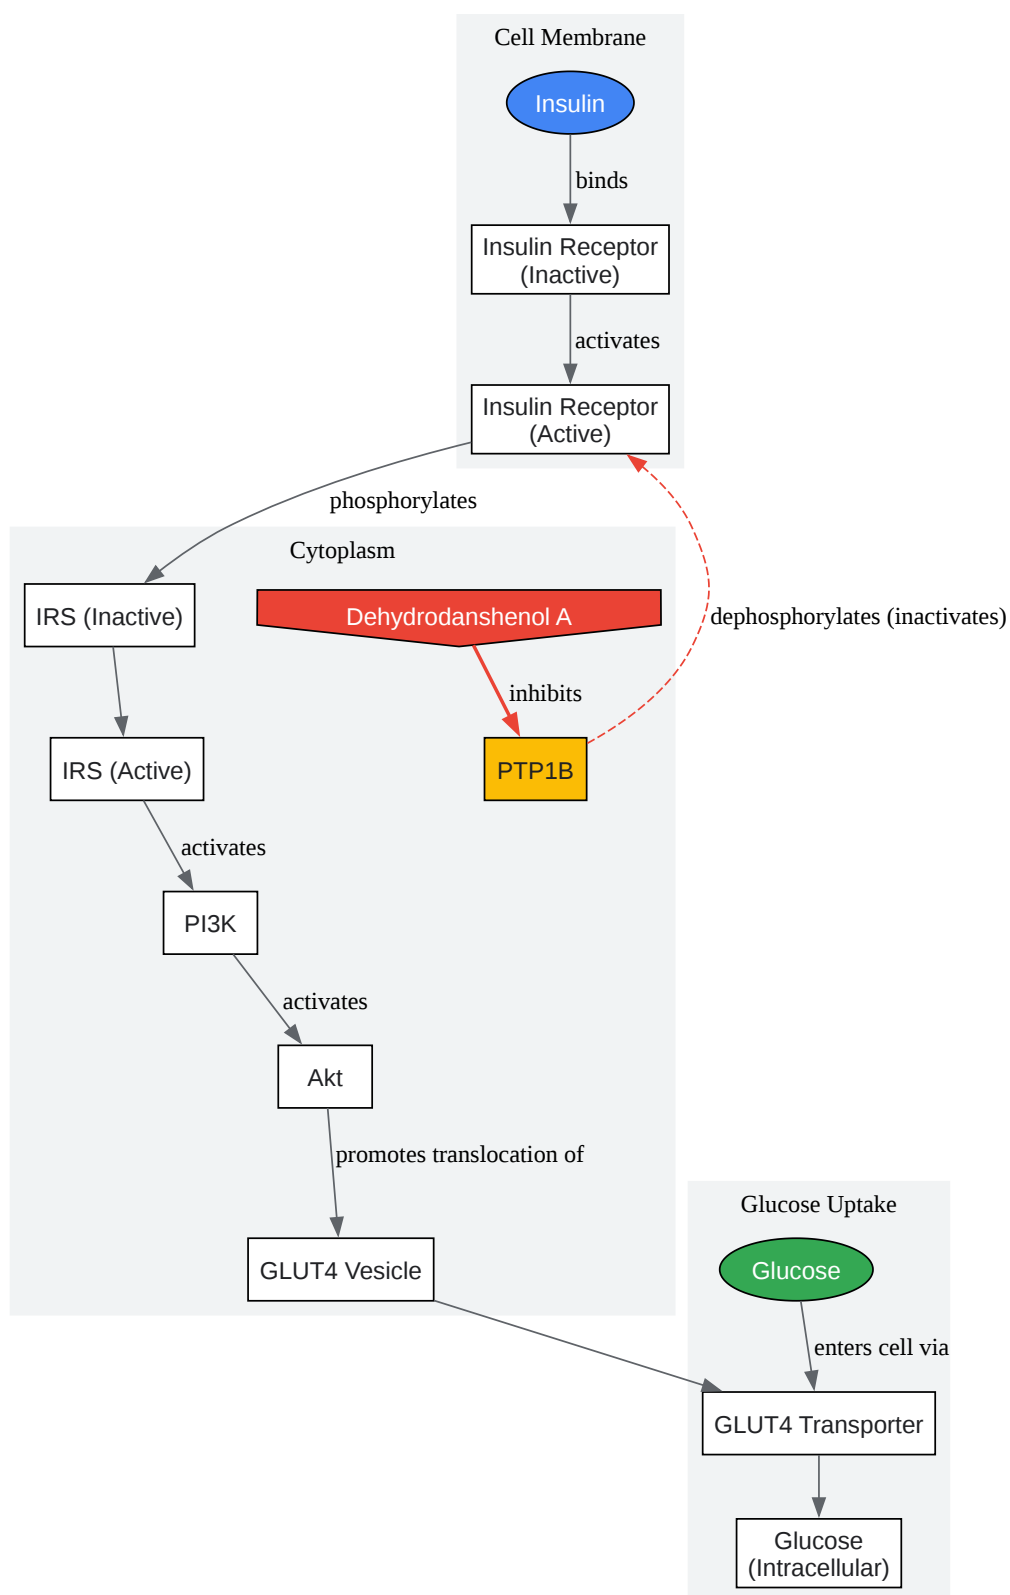 Cell Membrane
Insulin
binds
Insulin Receptor
(Inactive)
activates
Insulin Receptor
(Active)
phosphorylates
Cytoplasm
IRS (Inactive)
Dehydrodanshenol A
dephosphorylates (inactivates)
inhibits
IRS (Active)
PTP1B
activates
PI3K
activates
Akt
promotes translocation of
Glucose Uptake
GLUT4 Vesicle
Glucose
enters cell via
GLUT4 Transporter
Glucose
(Intracellular)